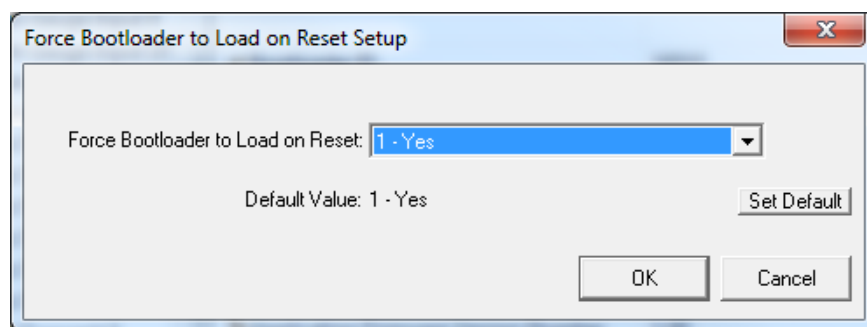 Force Bootloader to Load on Reset Setup
Force Bootloader to Load on Reset: 1 - Yes
Default Value: 1 - Yes Set Default
OK Cancel